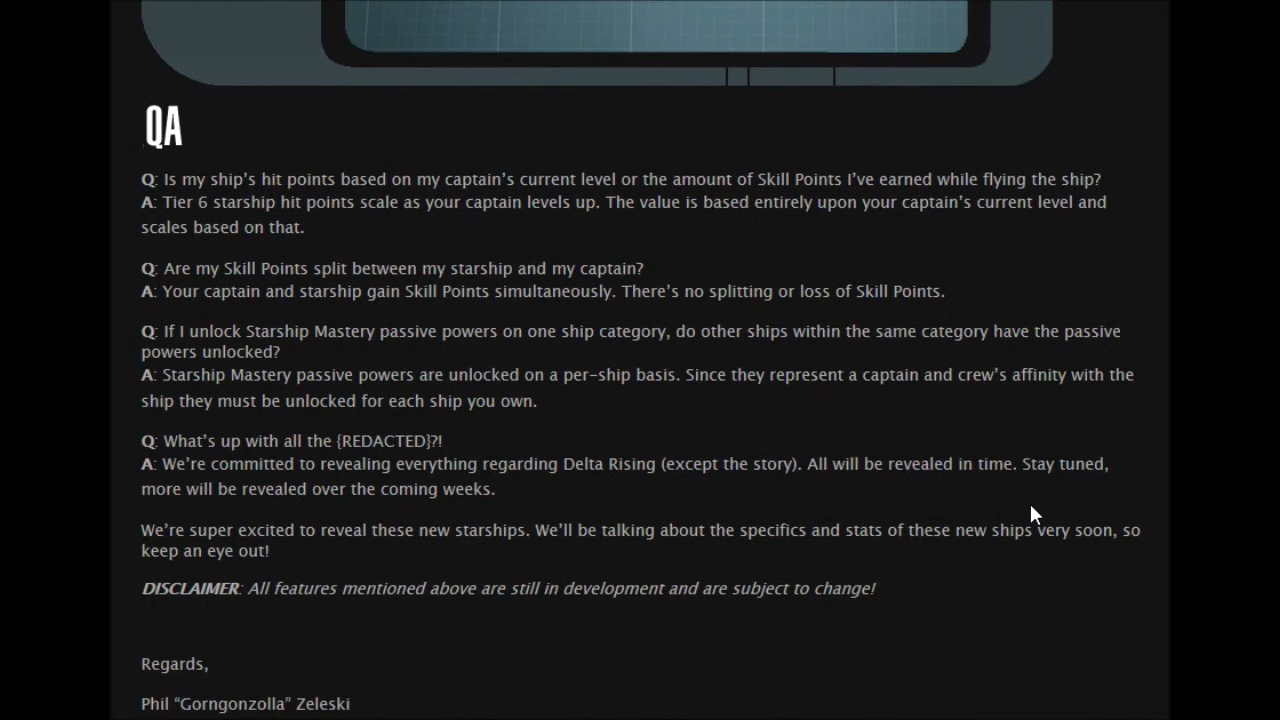 QA
Q: Is my ship’s hit points based on my captain’s current level or the amount of Skill Points I’ve earned while flying the ship?
A: Tier 6 starship hit points scale as your captain levels up. The value is based entirely upon your captain’s current level and
scales based on that.
Q: Are my Skill Points split between my starship and my captain?
A: Your captain and starship gain Skill Points simultaneously. There’s no splitting or loss of Skill Points.
Q: If I unlock Starship Mastery passive powers on one ship category, do other ships within the same category have the passive
powers unlocked?
A: Starship Mastery passive powers are unlocked on a per-ship basis. Since they represent a captain and crew’s affinity with the
ship they must be unlocked for each ship you own.
Q: What’s up with all the {REDACTED}?!
A: We’re committed to revealing everything regarding Delta Rising (except the story). All will be revealed in time. Stay tuned,
more will be revealed over the coming weeks.
We’re super excited to reveal these new starships. We’ll be talking about the specifics and stats of these new ships very soon, so
keep an eye out!
DISCLAIMER: All features mentioned above are still in development and are subject to change!
Regards,
Phil “Gorngonzolla” Zeleski